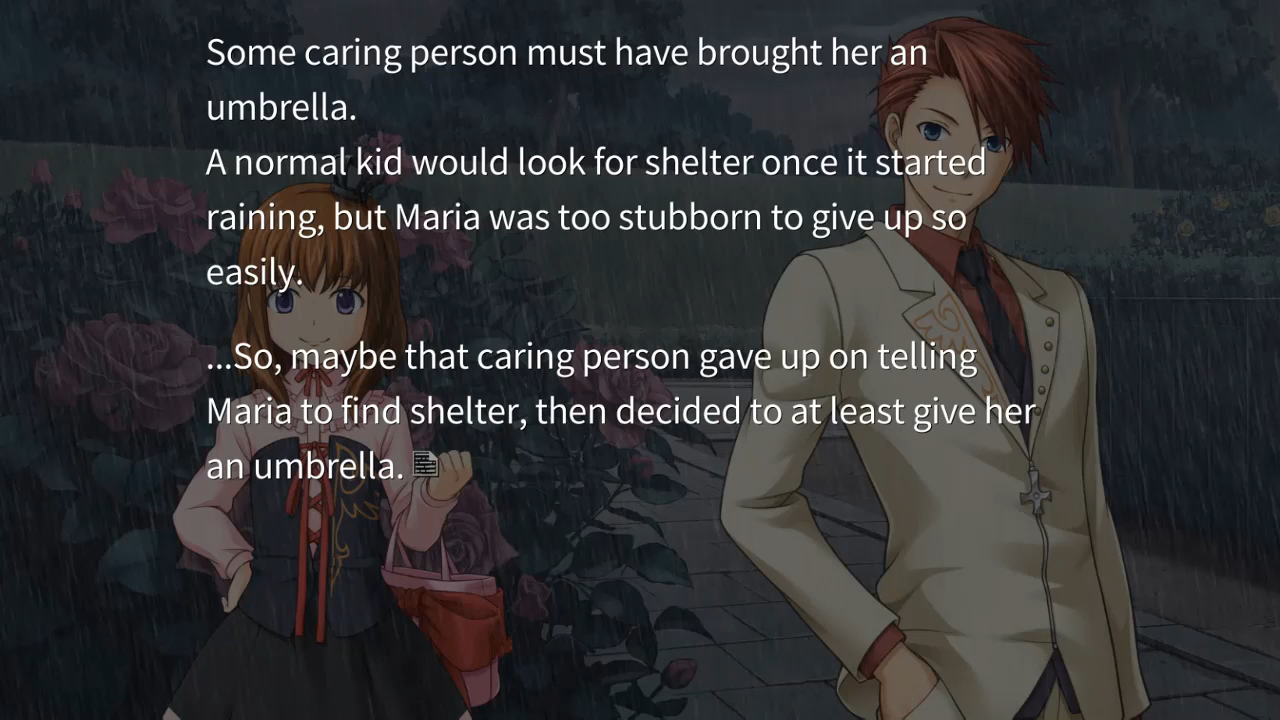 Some caring person must have brought her an
umbrella.
A normal kid would look for shelter once it started
raining, but Maria was too stubborn to give up so
easily.
...So, maybe that caring person gave up on telling
Maria to find shelter, then decided to at least give her
an umbrella.